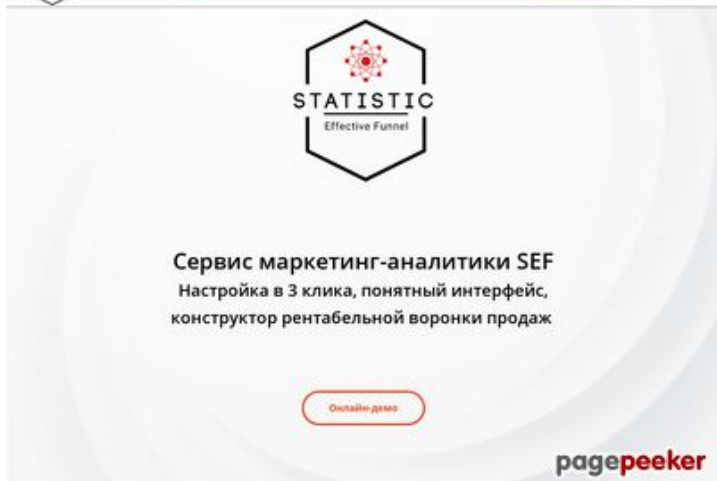 STATISTIC
Effective Funnel
Сервис маркетинг-аналитики SEF
Настройка в 3 клика, понятный интерфейс,
конструктор рентабельной воронки продаж
Онлайн-демо
pagepeeker